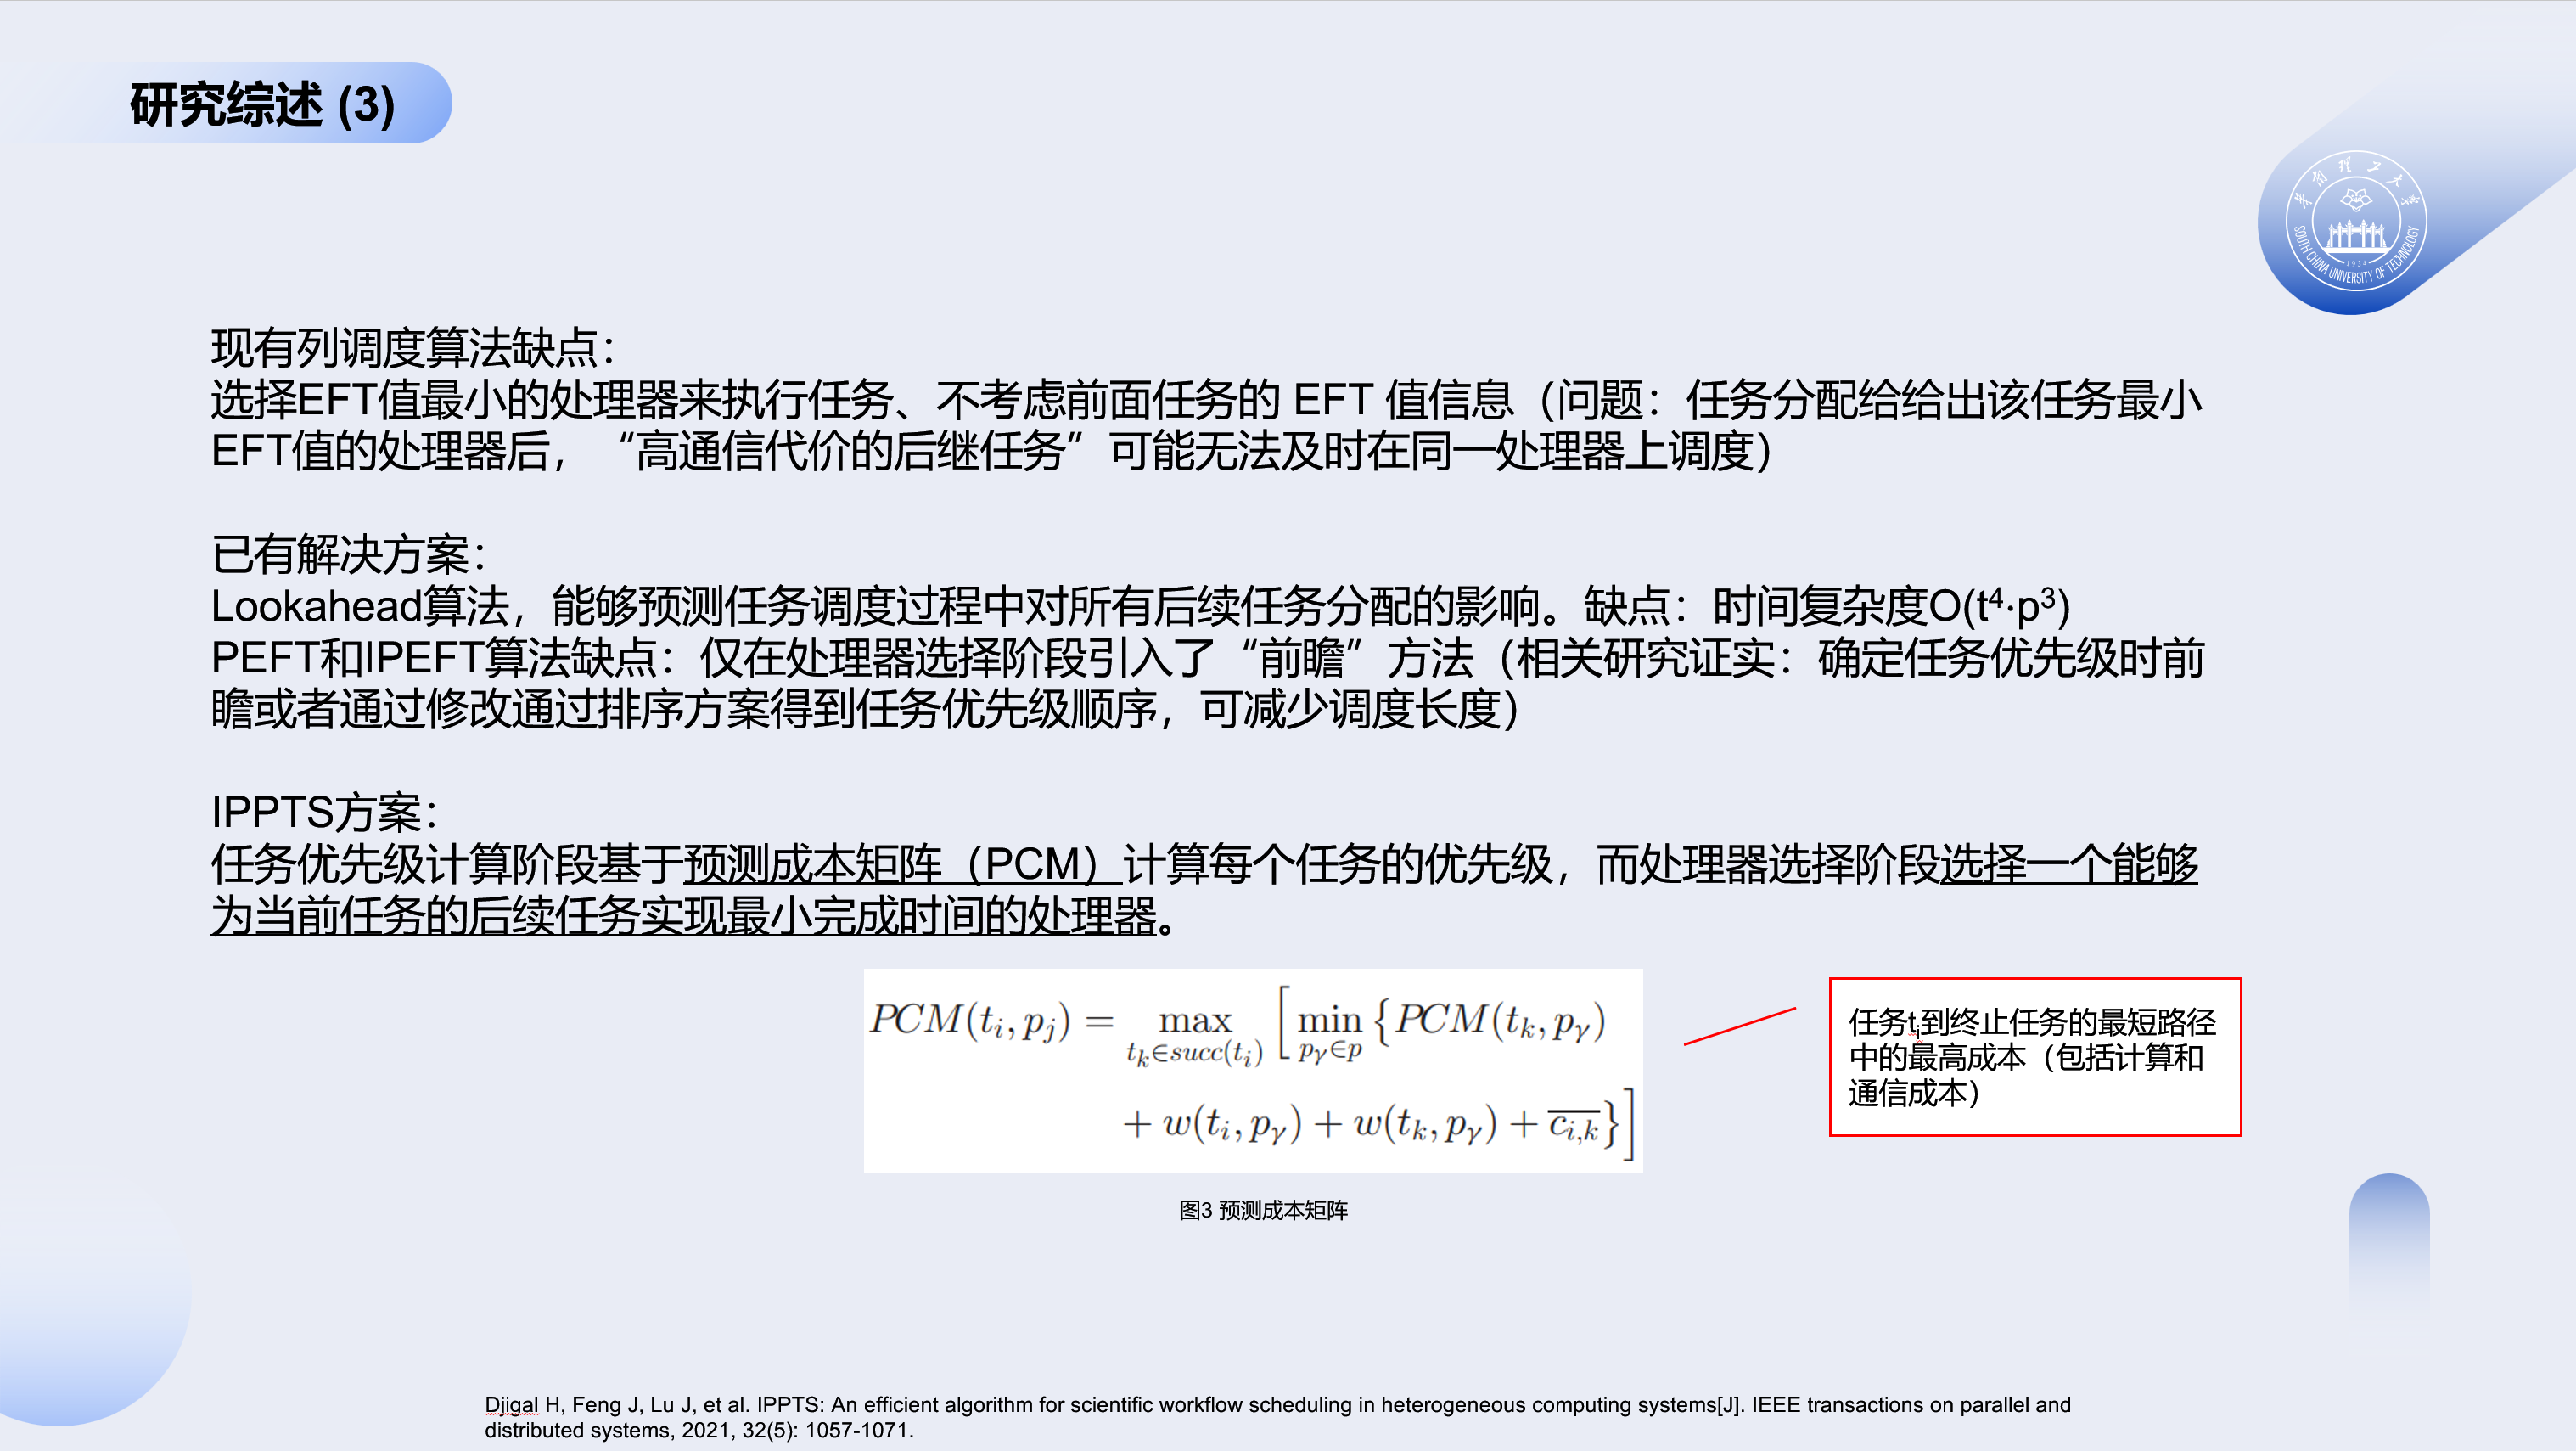 研究综述 (3)
华南理工大学
SOUTH CHINA UNIVERSITY OF TECHNOLOGY
1934
现有列调度算法缺点：
选择EFT值最小的处理器来执行任务、不考虑前面任务的 EFT 值信息（问题：任务分配给给出该任务最小
EFT值的处理器后，“高通信代价的后继任务”可能无法及时在同一处理器上调度）
已有解决方案：
Lookahead算法，能够预测任务调度过程中对所有后续任务分配的影响。缺点：时间复杂度O(t⁴·p³)
PEFT和IPEFT算法缺点：仅在处理器选择阶段引入了“前瞻”方法（相关研究证实：确定任务优先级时前
瞻或者通过修改通过排序方案得到任务优先级顺序，可减少调度长度）
IPPTS方案：
任务优先级计算阶段基于预测成本矩阵（PCM）计算每个任务的优先级，而处理器选择阶段选择一个能够
为当前任务的后续任务实现最小完成时间的处理器。
PCM(tᵢ, pⱼ) = max_{t_k∈succ(t_i)} [ min_{p_γ∈p} {PCM(t_k, p_γ)
+ w(t_i, p_γ) + w(t_k, p_γ) + \overline{c_{i,k}}}]
任务tᵢ到终止任务的最短路径
中的最高成本（包括计算和
通信成本）
图3 预测成本矩阵
Djigal H, Feng J, Lu J, et al. IPPTS: An efficient algorithm for scientific workflow scheduling in heterogeneous computing systems[J]. IEEE transactions on parallel and
distributed systems, 2021, 32(5): 1057-1071.